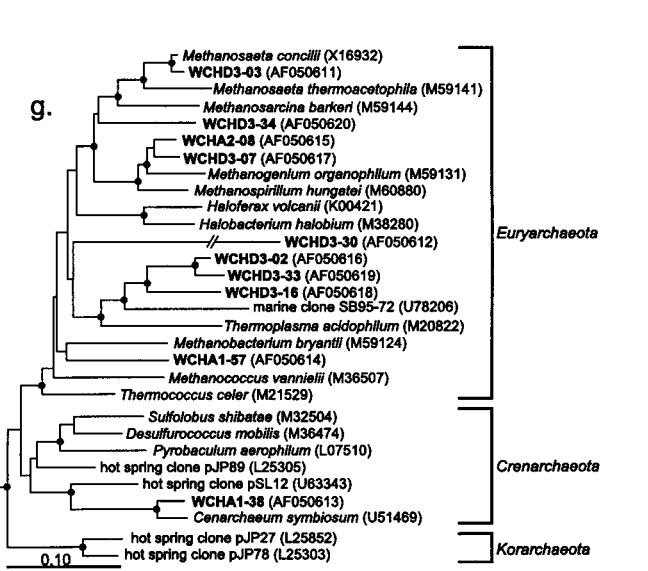 g.
Methanosaeta concilii (X16932)
WCHD3-03 (AF050611)
Methanosaeta thermoacetophila (M59141)
Methanosarcina barkeri (M59144)
WCHD3-34 (AF050620)
WCHA2-08 (AF050615)
WCHD3-07 (AF050617)
Methanogenium organophilum (M59131)
Methanospirillum hungatei (M60880)
Haloferax volcanii (K00421)
Halobacterium halobium (M38280)
Euryarchaeota
WCHD3-30 (AF050612)
WCHD3-02 (AF050616)
WCHD3-33 (AF050619)
WCHD3-16 (AF050618)
marine clone SB95-72 (U78206)
Thermoplasma acidophilum (M20822)
Methanobacterium bryantii (M59124)
WCHA1-57 (AF050614)
Methanococcus vannielii (M36507)
Thermococcus celer (M21529)
Sulfolobus shibatae (M32504)
Desulfurococcus mobilis (M36474)
Pyrobaculum aerophilum (L07510)
hot spring clone pJP89 (L25305)
Crenarchaeota
hot spring clone pSL12 (U63343)
WCHA1-38 (AF050613)
Cenarchaeum symbiosum (U51469)
hot spring clone pJP27 (L25852)
Korarchaeota
hot spring clone pJP78 (L25303)
0.10